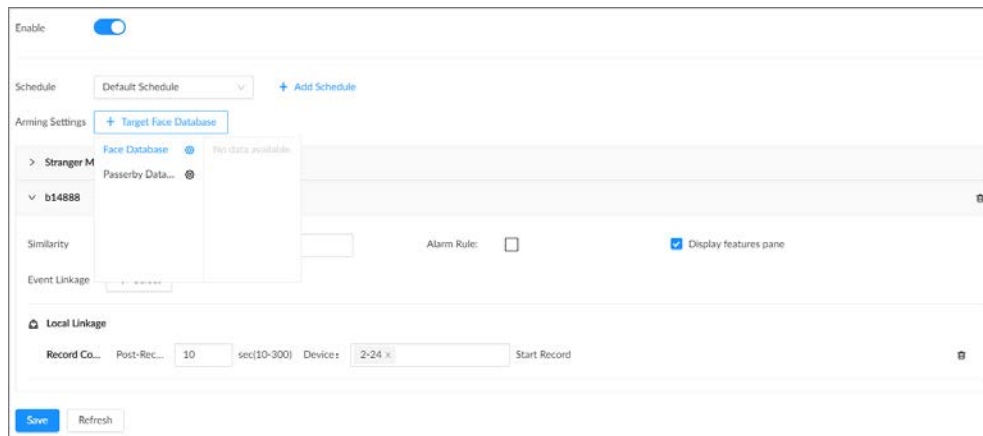 Enable
Schedule Default Schedule + Add Schedule
Arming Settings + Target Face Database
Face Database No data available
Stranger M
Passerby Data...
b14888
Similarity Alarm Rule: Display features pane
Event Linkage
Local Linkage
Record Co... Post-Rec... 10 sec(10-300) Device: 2-24 × Start Record
Save Refresh